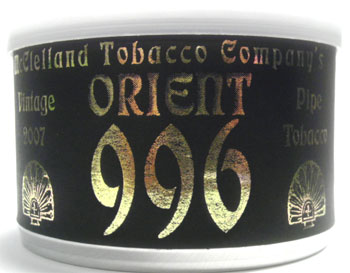 McClelland Tobacco Company's
ORIENT
996
Vintage
2007
Pipe
Tobacco